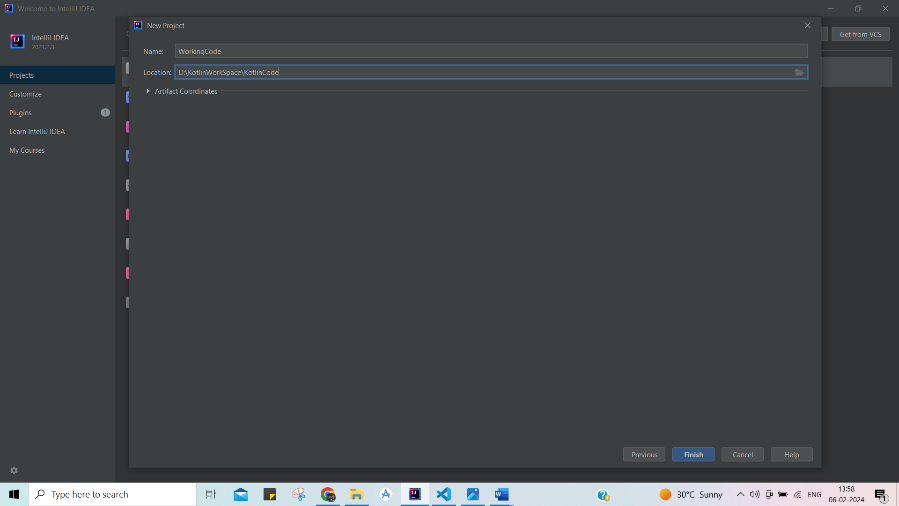 Welcome to IntelliJ IDEA
IntelliJ IDEA
2021.2.3
Projects
Customize
Plugins
1
Learn IntelliJ IDEA
My Courses
Get from VCS
New Project
Name: WorkingCode
Location: D:\KotlinWorkSpace\KotlinCode
Artifact Coordinates
Previous
Finish
Cancel
Help
Type here to search
30°C Sunny
ENG
13:58
06-02-2024
1